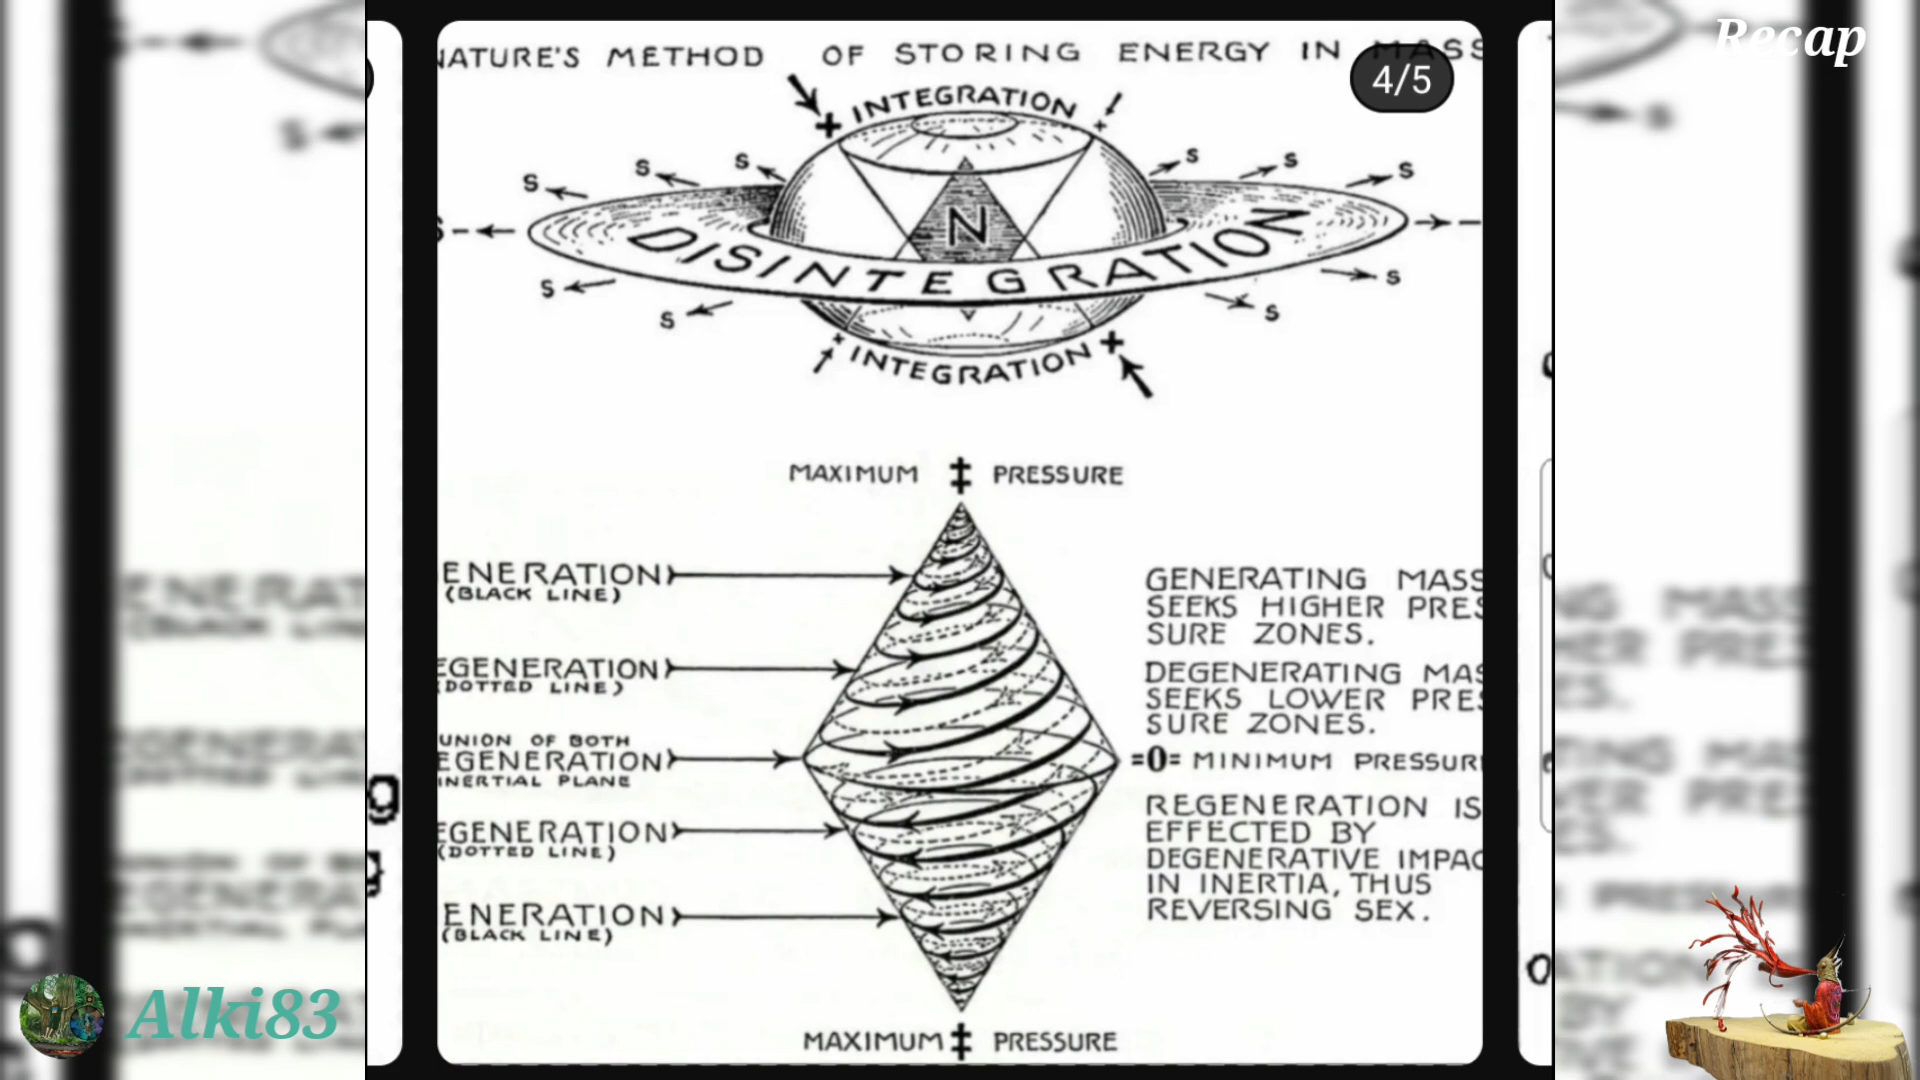 Recap
4/5
NATURE'S METHOD OF STORING ENERGY IN MASS
INTEGRATION
S S S S S S
N
DISINTEGRATION
S S
S S S S
INTEGRATION
MAXIMUM ‡ PRESSURE
ENERATION
(BLACK LINE)
EGENERATION
(DOTTED LINE)
UNION OF BOTH
EGENERATION
INERTIAL PLANE
EGENERATION
(DOTTED LINE)
ENERATION
(BLACK LINE)
GENERATING MASS
SEEKS HIGHER PRES
SURE ZONES.
DEGENERATING MAS
SEEKS LOWER PRES
SURE ZONES.
=0= MINIMUM PRESSUR
REGENERATION IS
EFFECTED BY
DEGENERATIVE IMPAC
IN INERTIA, THUS
REVERSING SEX.
MAXIMUM ‡ PRESSURE
Alki83